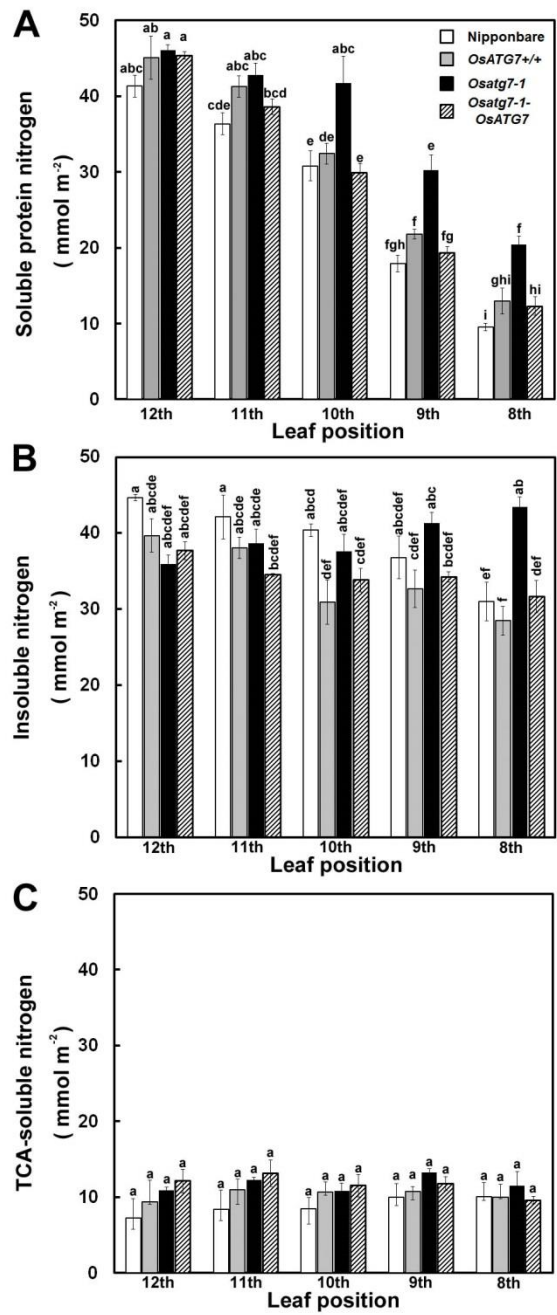 A
Soluble protein nitrogen
( mmol m-2)
50
40
30
20
10
0
Nipponbare
OsATG7+/+
Osatg7-1
Osatg7-1-
OsATG7
abc ab a a
cde abc abc bcd
e de abc e
fgh f e fg
i ghi f hi
12th 11th 10th 9th 8th
Leaf position
B
Insoluble nitrogen
( mmol m-2)
50
40
30
20
10
0
a abcde abcdef abcdef
a abcde abcde bcdef
abcd def abcdef cdef
abcdef cdef abc bcdef
ef f ab def
12th 11th 10th 9th 8th
Leaf position
C
TCA-soluble nitrogen
( mmol m-2)
50
40
30
20
10
0
a a a a
a a a a
a a a a
a a a a
a a a a
12th 11th 10th 9th 8th
Leaf position